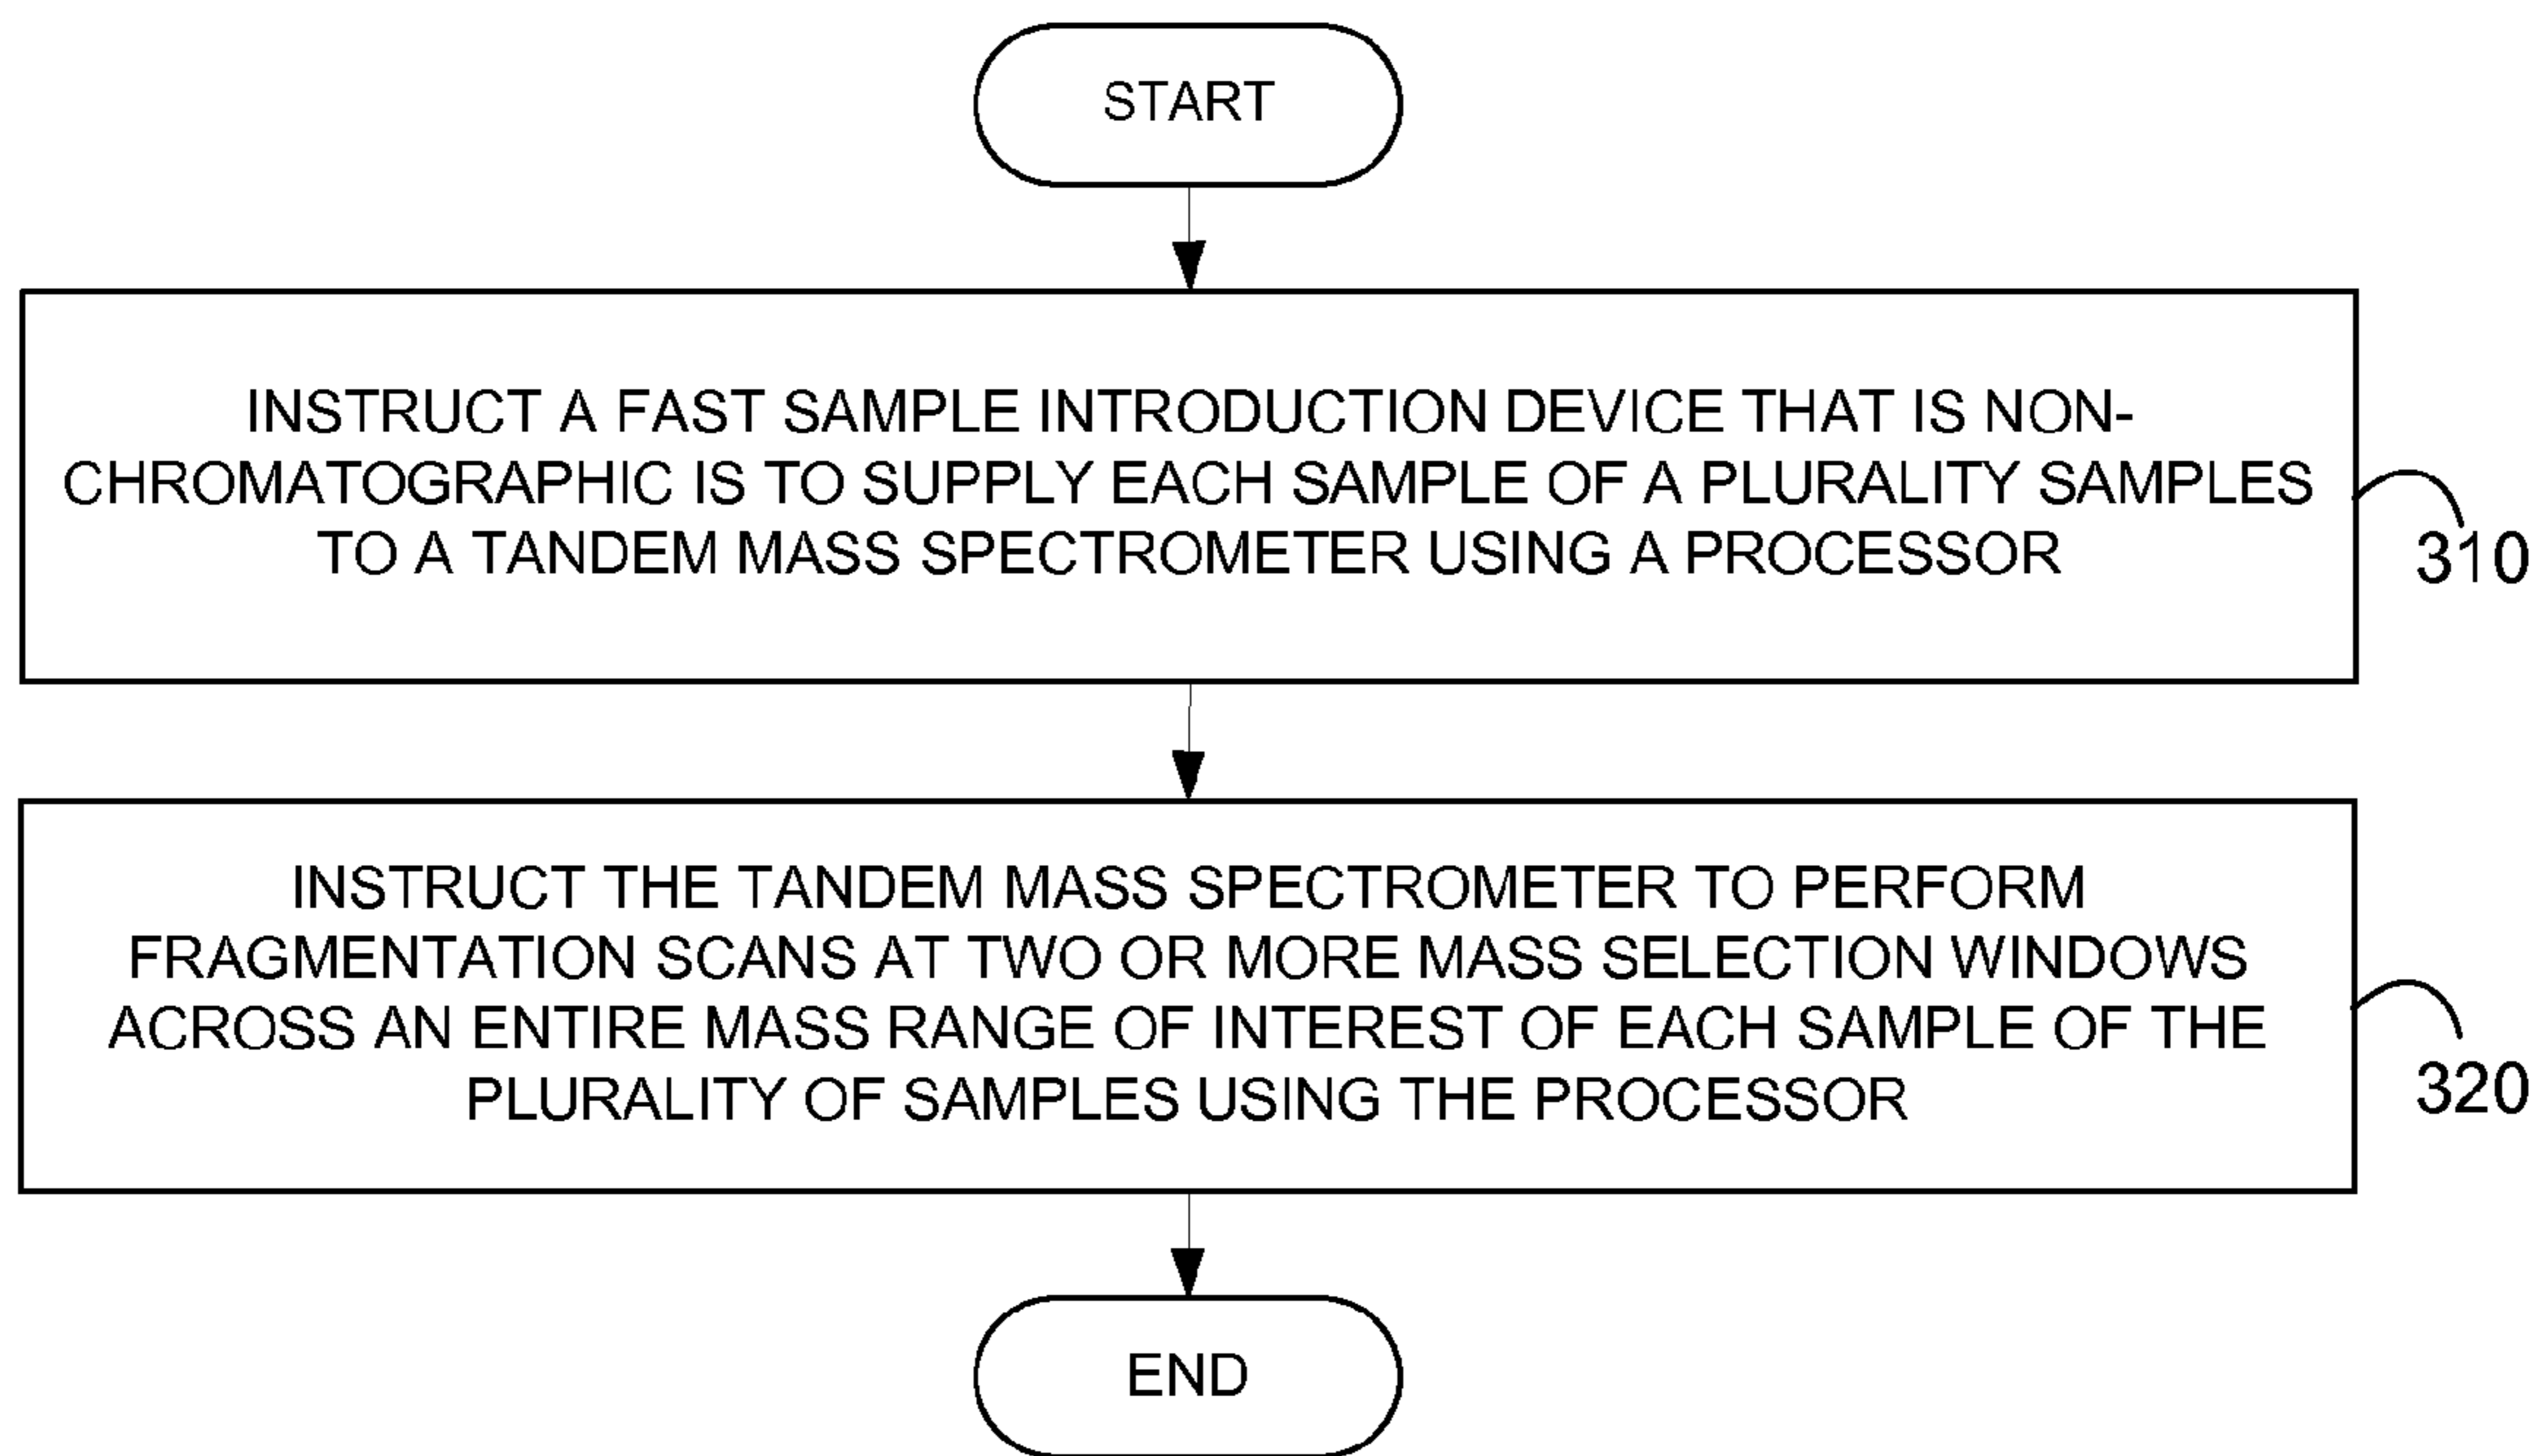 START
INSTRUCT A FAST SAMPLE INTRODUCTION DEVICE THAT IS NON-
CHROMATOGRAPHIC IS TO SUPPLY EACH SAMPLE OF A PLURALITY SAMPLES
TO A TANDEM MASS SPECTROMETER USING A PROCESSOR
310
INSTRUCT THE TANDEM MASS SPECTROMETER TO PERFORM
FRAGMENTATION SCANS AT TWO OR MORE MASS SELECTION WINDOWS
ACROSS AN ENTIRE MASS RANGE OF INTEREST OF EACH SAMPLE OF THE
PLURALITY OF SAMPLES USING THE PROCESSOR
320
END